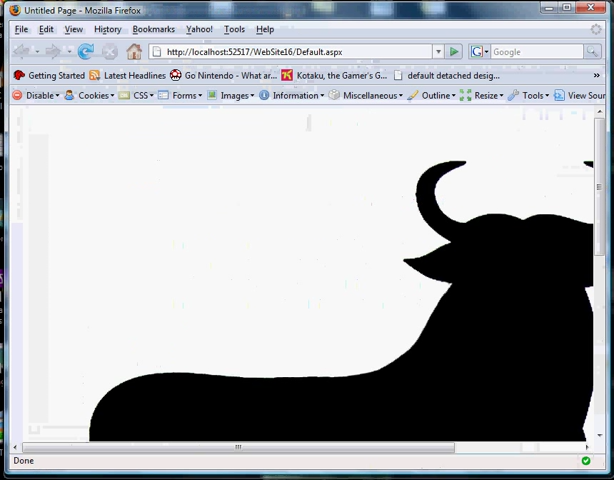 Untitled Page - Mozilla Firefox
File Edit View History Bookmarks Yahoo! Tools Help
http://localhost:52517/WebSite16/Default.aspx Google
Getting Started Latest Headlines Go Nintendo - What ar... Kotaku, the Gamer's G... default detached desig...
Disable Cookies CSS Forms Images Information Miscellaneous Outline Resize Tools View Sour
Done